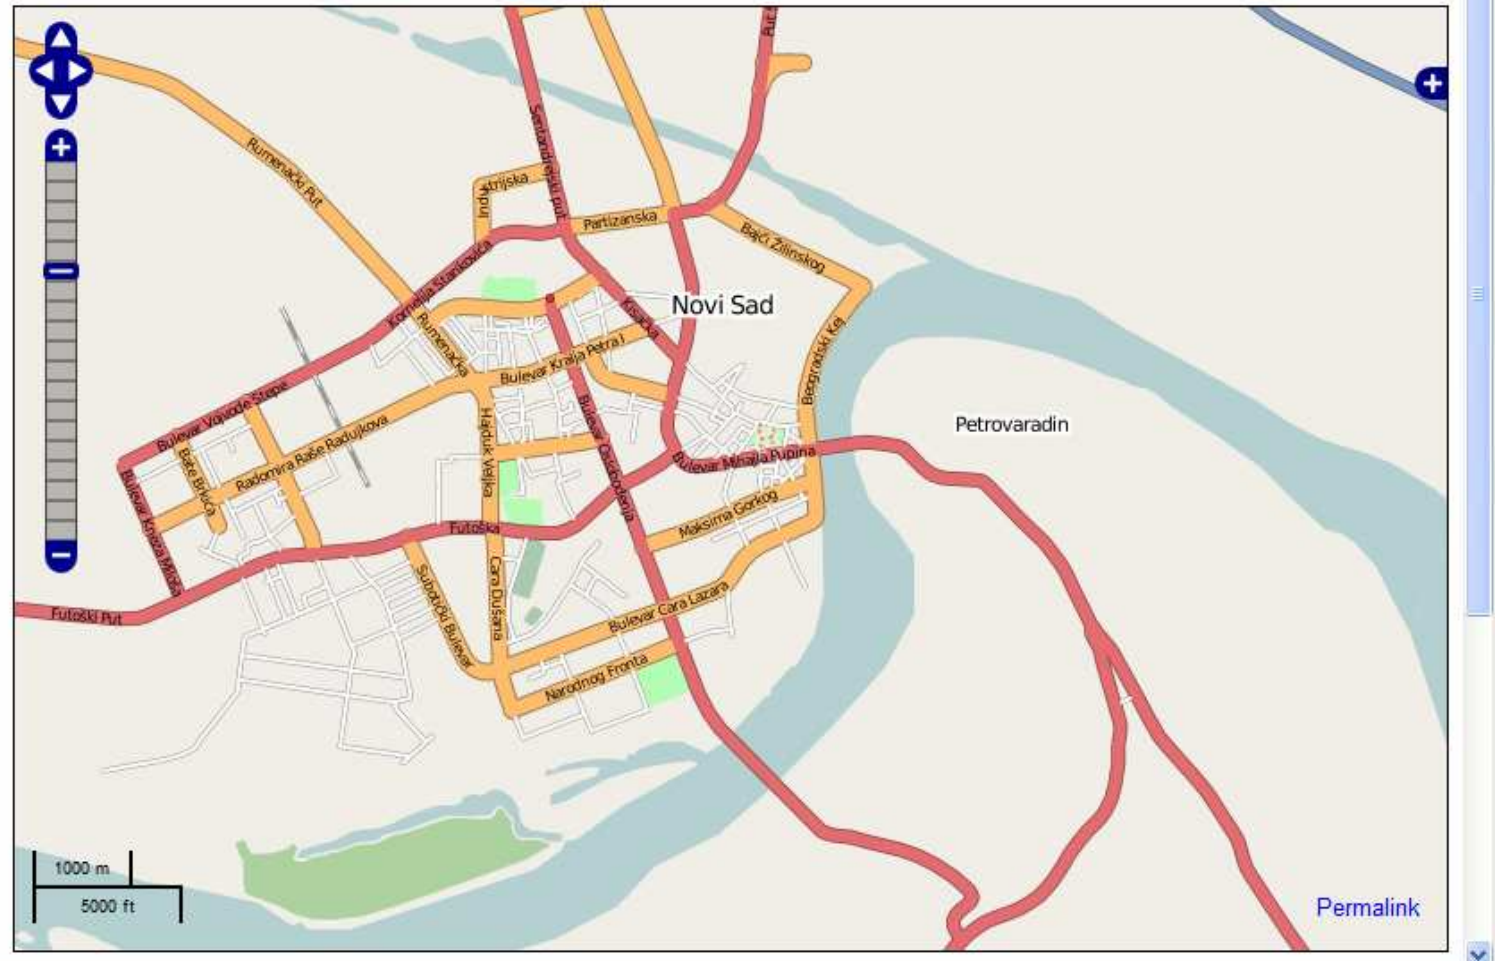 Sentandrejski put
Rumenački Put
Industrijska
Partizanska
Bajči Žilinskog
Kornelija Stankovića
Novi Sad
Kisačka
Rumenačka
Bulevar Kralja Petra I
Beogradski Kej
Bulevar Vojvode Stepe
Hajduk Veljka
Bulevar Oslobođenja
Petrovaradin
Radomira Raše Radujkova
Bate Brkića
Bulevar Mihajla Pupina
Bulevar Kneza Miloša
Maksima Gorkog
Futoška
Subotički Bulevar
Cara Dušana
Futoški Put
Bulevar Cara Lazara
Narodnog Fronta
1000 m
5000 ft
Permalink